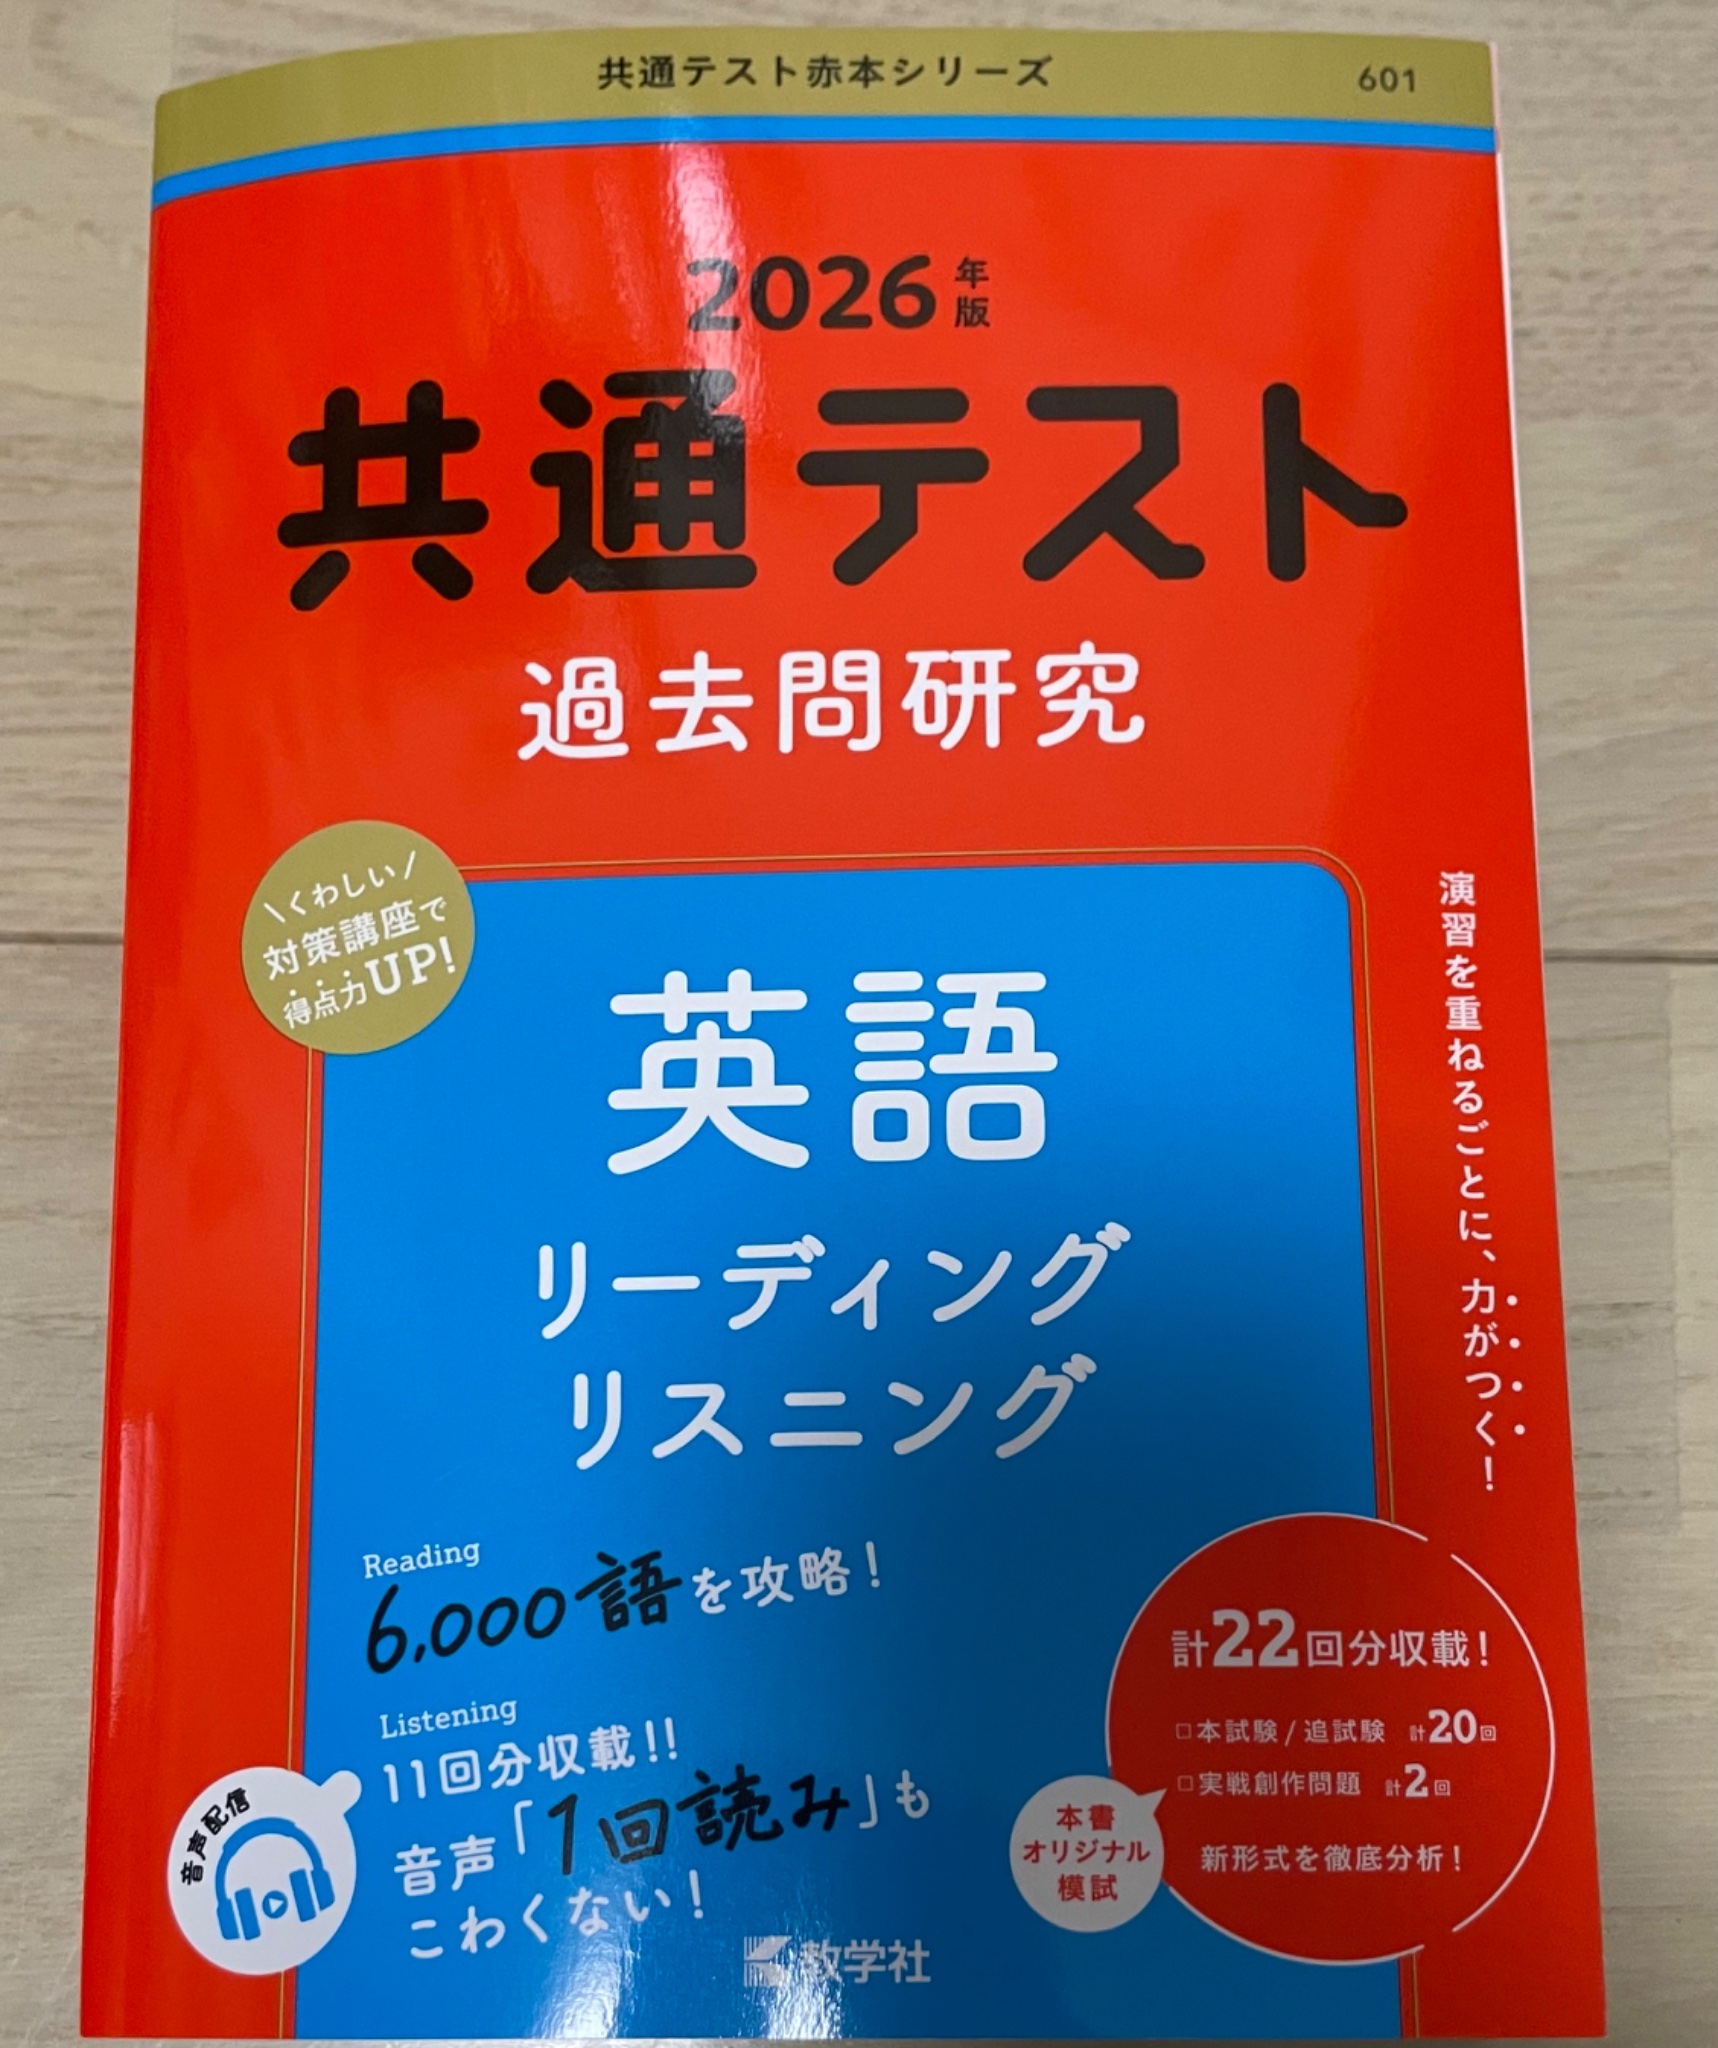 共通テスト赤本シリーズ
601
2026年版
共通テスト
過去問研究
くわしい
対策講座で
得点力UP!
英語
リーディング
リスニング
演習を重ねるごとに、力がつく!
Reading
6,000語を攻略!
Listening
11回分収載!!
音声「1回読み」も
こわくない!
音声配信
計22回分収載!
□本試験/追試験 計20回
□実戦創作問題 計2回
本書
オリジナル
模試
新形式を徹底分析!
教学社